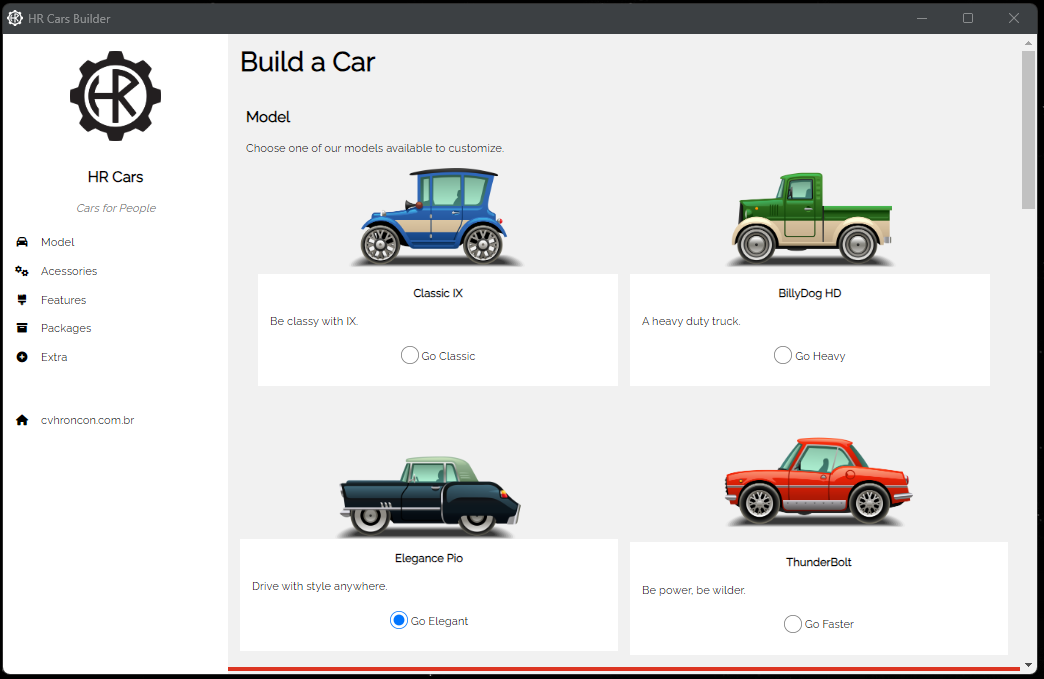 HR Cars Builder
HR
HR Cars
Cars for People
Model
Acessories
Features
Packages
Extra
cvhroncon.com.br
Build a Car
Model
Choose one of our models available to customize.
Classic IX
Be classy with IX.
Go Classic
BillyDog HD
A heavy duty truck.
Go Heavy
Elegance Pio
Drive with style anywhere.
Go Elegant
ThunderBolt
Be power, be wilder.
Go Faster